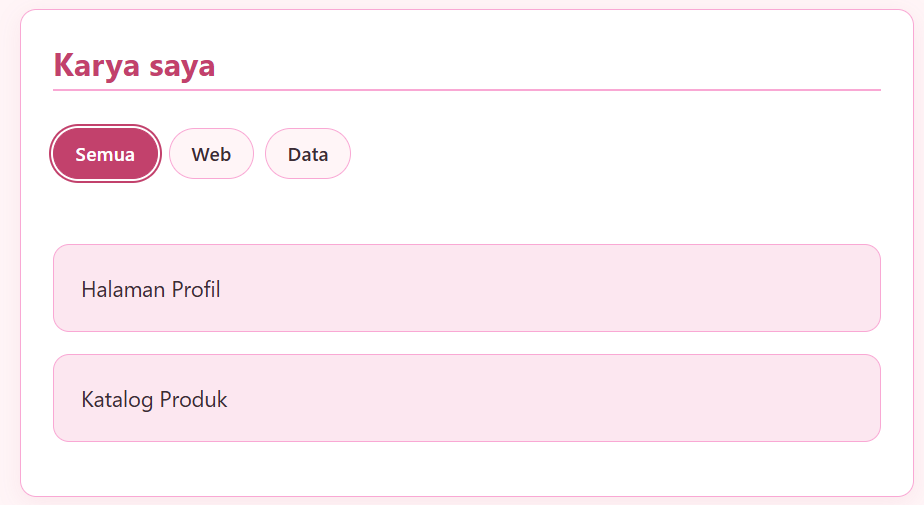 Karya saya
Semua Web Data
Halaman Profil
Katalog Produk